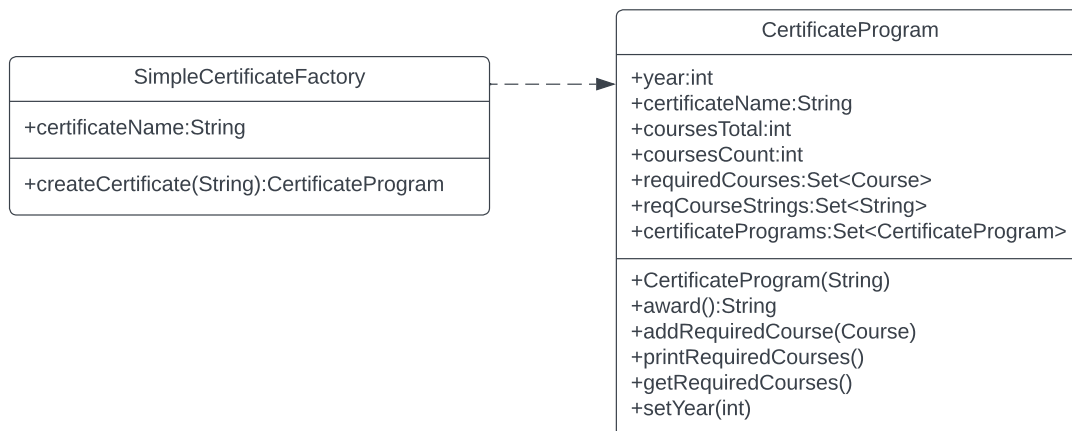 SimpleCertificateFactory
+certificateName:String
+createCertificate(String):CertificateProgram
CertificateProgram
+year:int
+certificateName:String
+coursesTotal:int
+coursesCount:int
+requiredCourses:Set<Course>
+reqCourseStrings:Set<String>
+certificatePrograms:Set<CertificateProgram>
+CertificateProgram(String)
+award():String
+addRequiredCourse(Course)
+printRequiredCourses()
+getRequiredCourses()
+setYear(int)